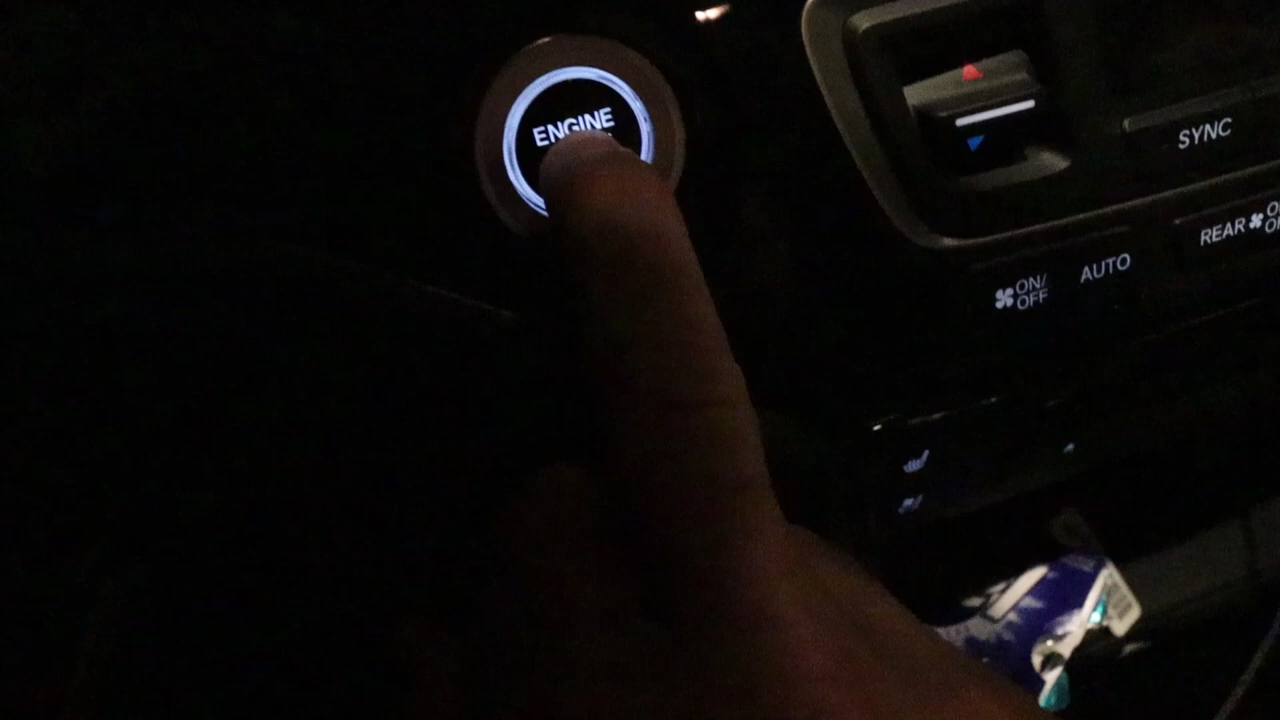 ENGINE
SYNC
REAR
ON/
OFF
AUTO